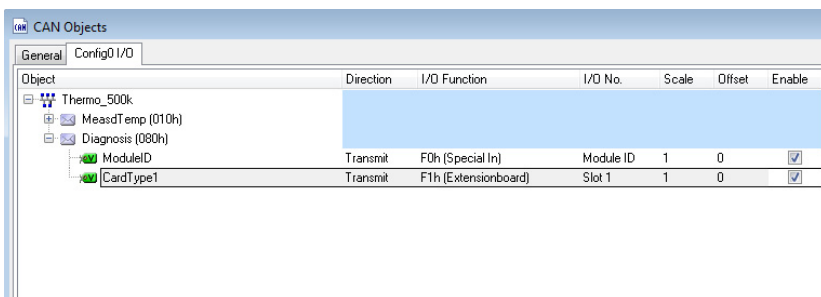 CAN Objects
General Config0 I/O
Object Direction I/O Function I/O No. Scale Offset Enable
Thermo_500k
MeasdTemp (010h)
Diagnosis (080h)
ModuleID Transmit F0h (Special In) Module ID 1 0
CardType1 Transmit F1h (Extensionboard) Slot 1 1 0